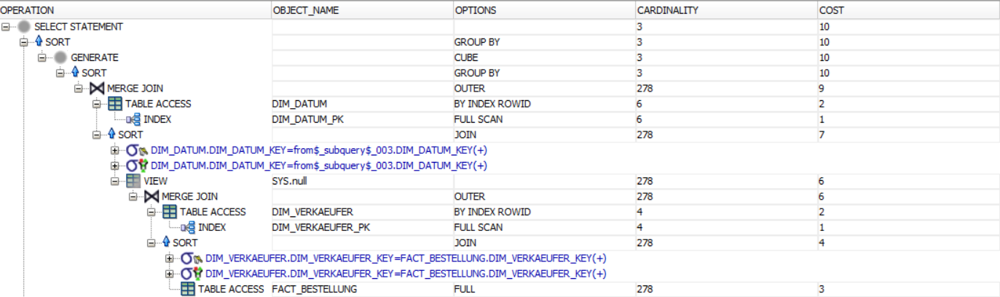 OPERATION OBJECT_NAME OPTIONS CARDINALITY COST
SELECT STATEMENT 3 10
SORT GROUP BY 3 10
GENERATE CUBE 3 10
SORT GROUP BY 3 10
MERGE JOIN OUTER 278 9
TABLE ACCESS DIM_DATUM BY INDEX ROWID 6 2
INDEX DIM_DATUM_PK FULL SCAN 6 1
SORT JOIN 278 7
DIM_DATUM.DIM_DATUM_KEY=from$_subquery$_003.DIM_DATUM_KEY(+)
DIM_DATUM.DIM_DATUM_KEY=from$_subquery$_003.DIM_DATUM_KEY(+)
VIEW SYS.null 278 6
MERGE JOIN OUTER 278 6
TABLE ACCESS DIM_VERKAEUFER BY INDEX ROWID 4 2
INDEX DIM_VERKAEUFER_PK FULL SCAN 4 1
SORT JOIN 278 4
DIM_VERKAEUFER.DIM_VERKAEUFER_KEY=FACT_BESTELLUNG.DIM_VERKAEUFER_KEY(+)
DIM_VERKAEUFER.DIM_VERKAEUFER_KEY=FACT_BESTELLUNG.DIM_VERKAEUFER_KEY(+)
TABLE ACCESS FACT_BESTELLUNG FULL 278 3